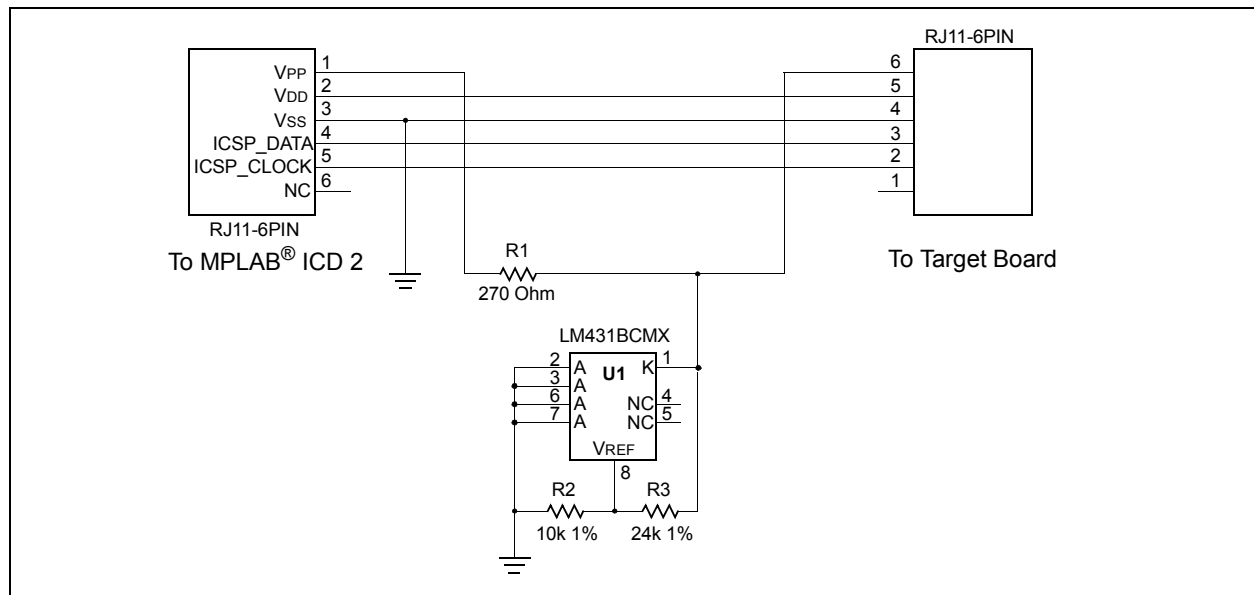 RJ11-6PIN
VPP 1
VDD 2
VSS 3
ICSP_DATA 4
ICSP_CLOCK 5
NC 6
RJ11-6PIN
To MPLAB® ICD 2
6
5
4
3
2
1
To Target Board
R1
270 Ohm
LM431BCMX
2 A U1 K 1
3 A
6 A NC 4
7 A NC 5
VREF
8
R2 R3
10k 1% 24k 1%